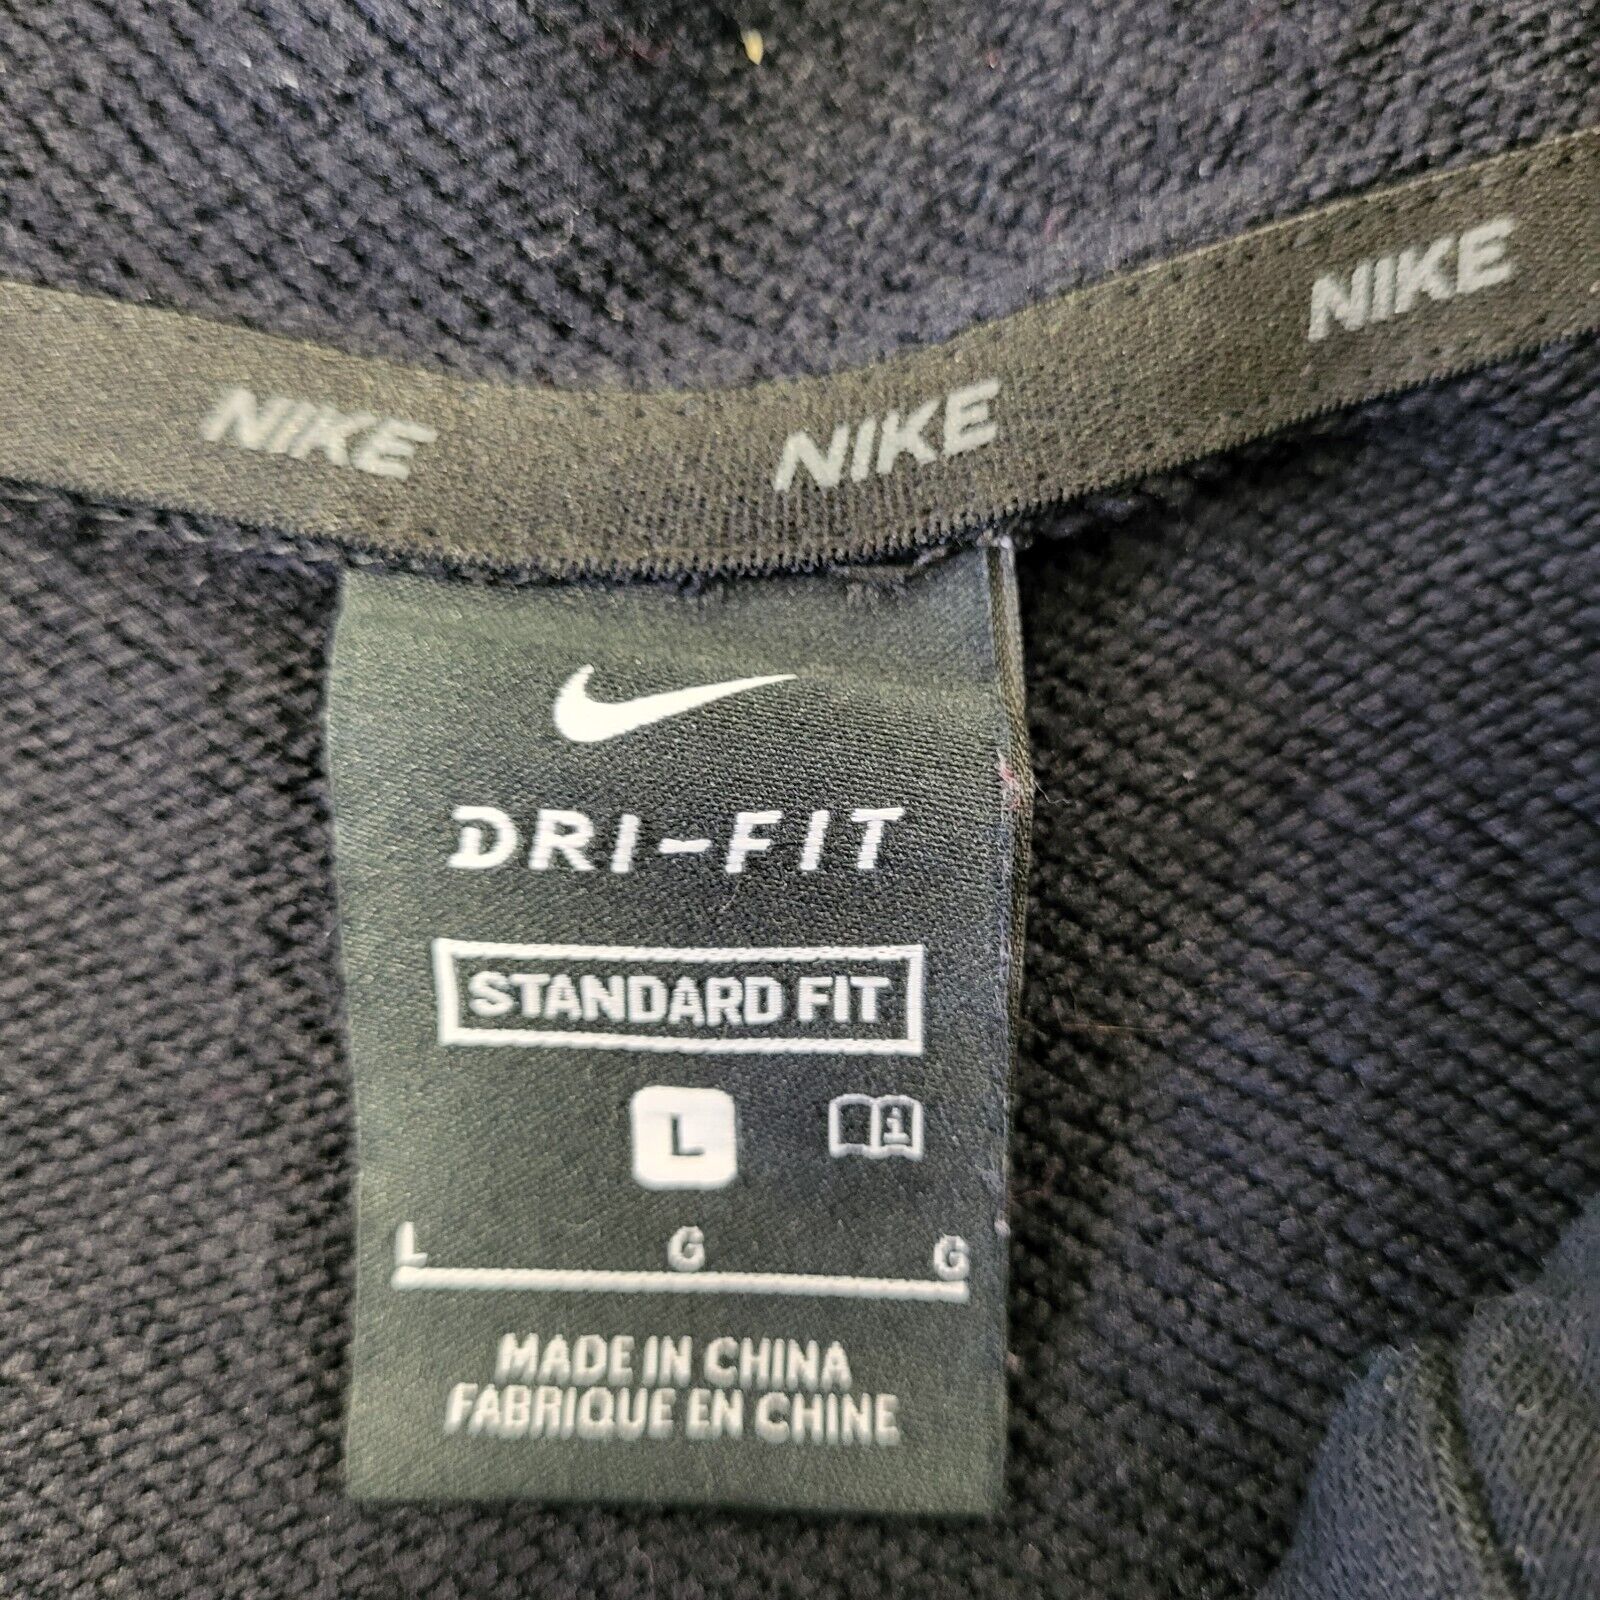 NIKE NIKE NIKE
DRI-FIT
STANDARD FIT
L i
L G G
MADE IN CHINA
FABRIQUE EN CHINE